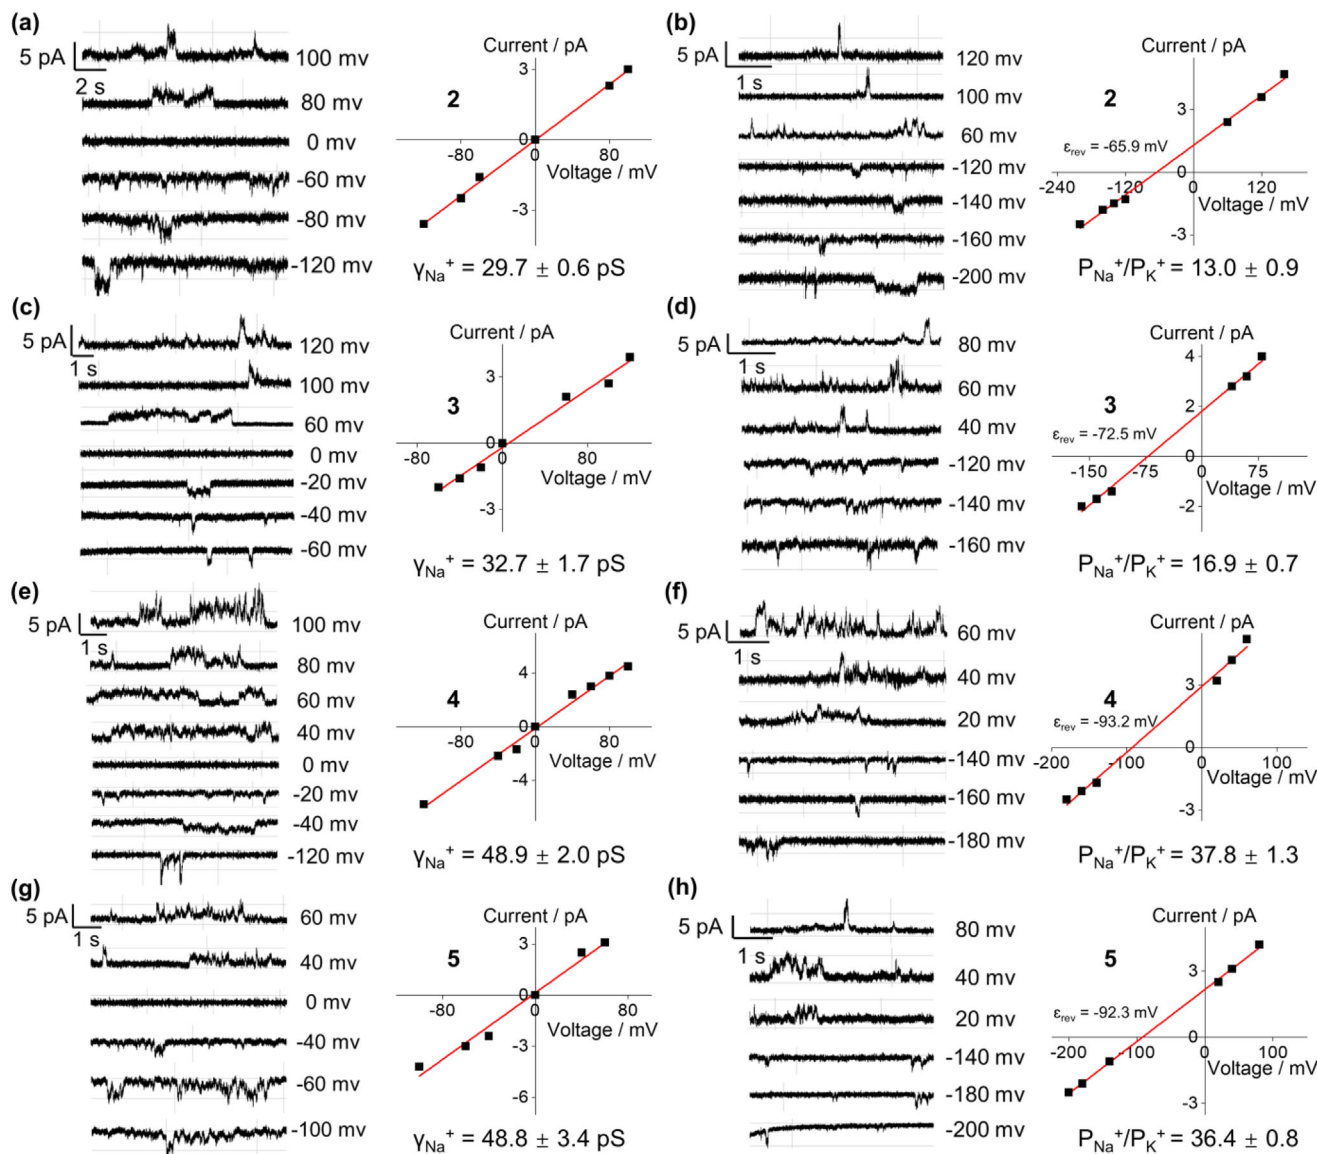 (a)
5 pA
2 s
100 mv
80 mv
0 mv
-60 mv
-80 mv
-120 mv
Current / pA
2
3
0
-3
-80
0
80
Voltage / mV
γNa+ = 29.7 ± 0.6 pS
(b)
5 pA
1 s
120 mv
100 mv
60 mv
-120 mv
-140 mv
-160 mv
-200 mv
Current / pA
2
3
0
-3
εrev = -65.9 mV
-240
-120
0
120
Voltage / mV
PNa+/PK+ = 13.0 ± 0.9
(c)
5 pA
1 s
120 mv
100 mv
60 mv
0 mv
-20 mv
-40 mv
-60 mv
Current / pA
3
3
0
-3
0
80
Voltage / mV
γNa+ = 32.7 ± 1.7 pS
(d)
5 pA
1 s
80 mv
60 mv
40 mv
-120 mv
-140 mv
-160 mv
Current / pA
3
4
2
0
-2
εrev = -72.5 mV
-150
-75
0
75
Voltage / mV
PNa+/PK+ = 16.9 ± 0.7
(e)
5 pA
1 s
100 mv
80 mv
60 mv
40 mv
0 mv
-20 mv
-40 mv
-120 mv
Current / pA
4
4
0
-4
-80
0
80
Voltage / mV
γNa+ = 48.9 ± 2.0 pS
(f)
5 pA
1 s
60 mv
40 mv
20 mv
-140 mv
-160 mv
-180 mv
Current / pA
4
3
0
-3
εrev = -93.2 mV
-200
-100
0
100
Voltage / mV
PNa+/PK+ = 37.8 ± 1.3
(g)
5 pA
1 s
60 mv
40 mv
0 mv
-40 mv
-60 mv
-100 mv
Current / pA
5
3
0
-3
-6
0
80
Voltage / mV
γNa+ = 48.8 ± 3.4 pS
(h)
5 pA
1 s
80 mv
40 mv
20 mv
-140 mv
-180 mv
-200 mv
Current / pA
5
3
0
-3
εrev = -92.3 mV
-200
-100
0
100
Voltage / mV
PNa+/PK+ = 36.4 ± 0.8